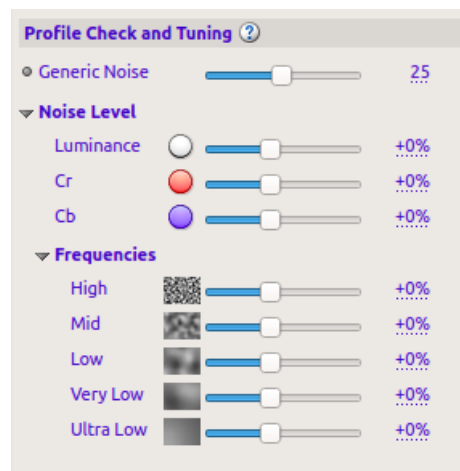 Profile Check and Tuning ?
Generic Noise 25
Noise Level
Luminance +0%
Cr +0%
Cb +0%
Frequencies
High +0%
Mid +0%
Low +0%
Very Low +0%
Ultra Low +0%